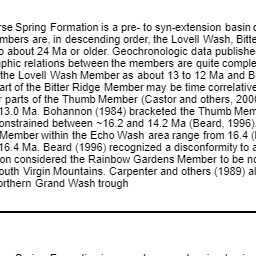 rse Spring Formation is a pre- to syn-extension basin
mbers are, in descending order, the Lovell Wash, Bitte
o about 24 Ma or older. Geochronologic data publishe
aphic relations between the members are quite comple
the Lovell Wash Member as about 13 to 12 Ma and B
art of the Bitter Ridge Member may be time correlative
r parts of the Thumb Member (Castor and others, 200
13.0 Ma. Bohannon (1984) bracketed the Thumb Mem
onstrained between ~16.2 and 14.2 Ma (Beard, 1996).
Member within the Echo Wash area range from 16.4 (
16.4 Ma. Beard (1996) recognized a disconformity to a
on considered the Rainbow Gardens Member to be no
outh Virgin Mountains. Carpenter and others (1989) al
orthern Grand Wash trough